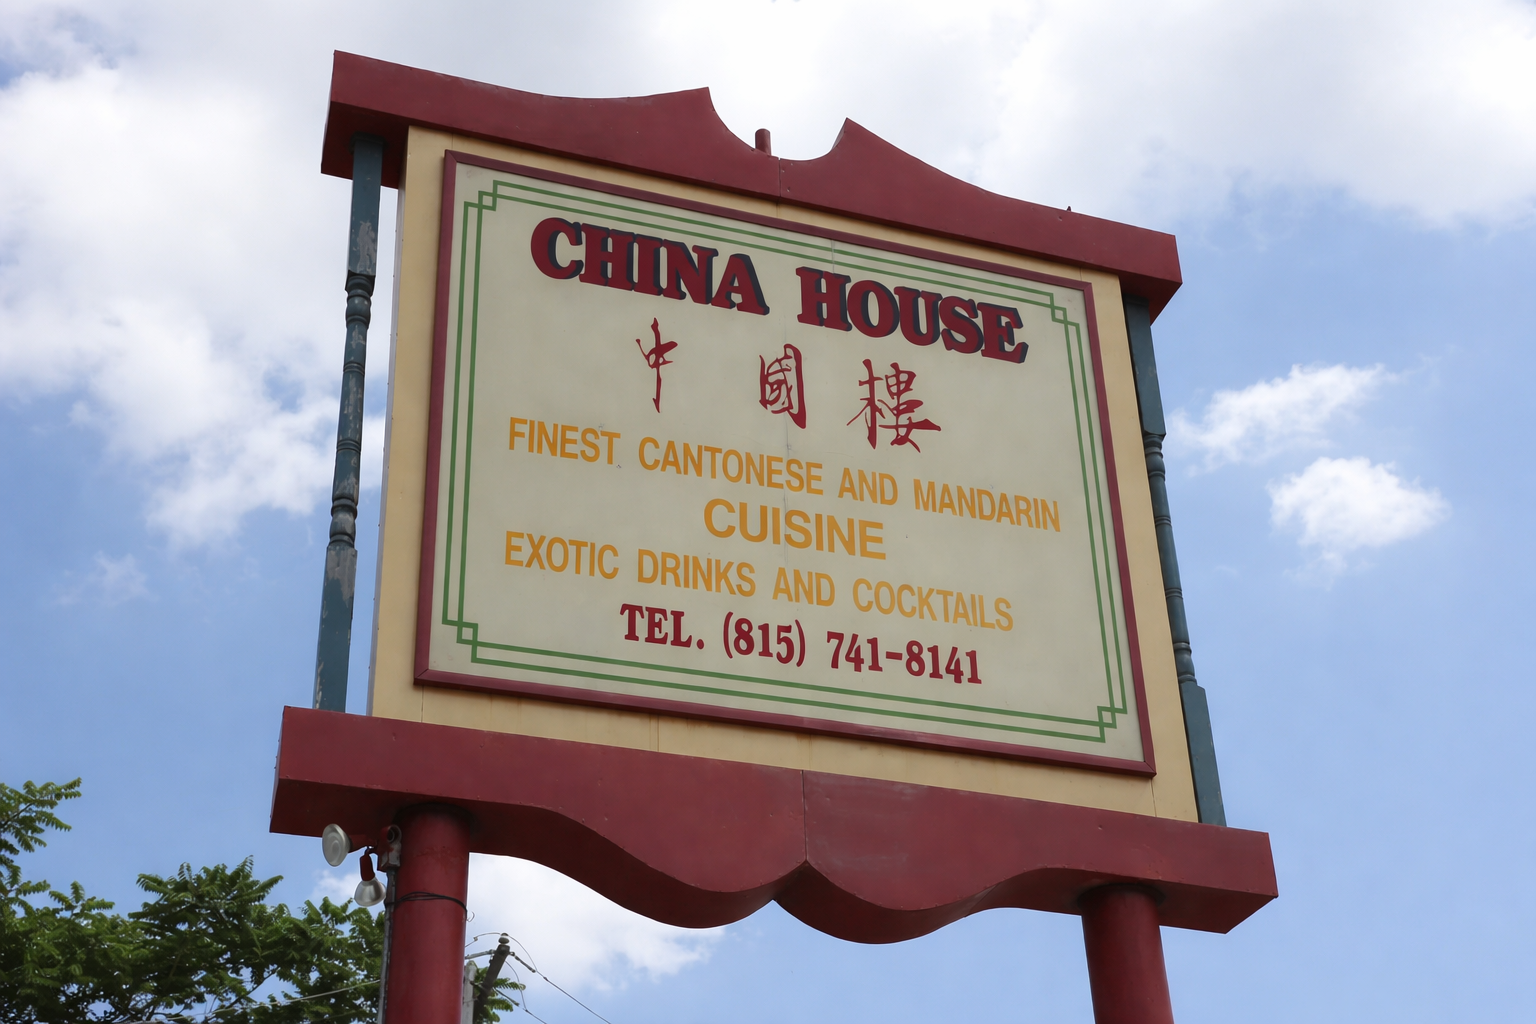 CHINA HOUSE
中國樓
FINEST CANTONESE AND MANDARIN
CUISINE
EXOTIC DRINKS AND COCKTAILS
TEL. (815) 741-8141